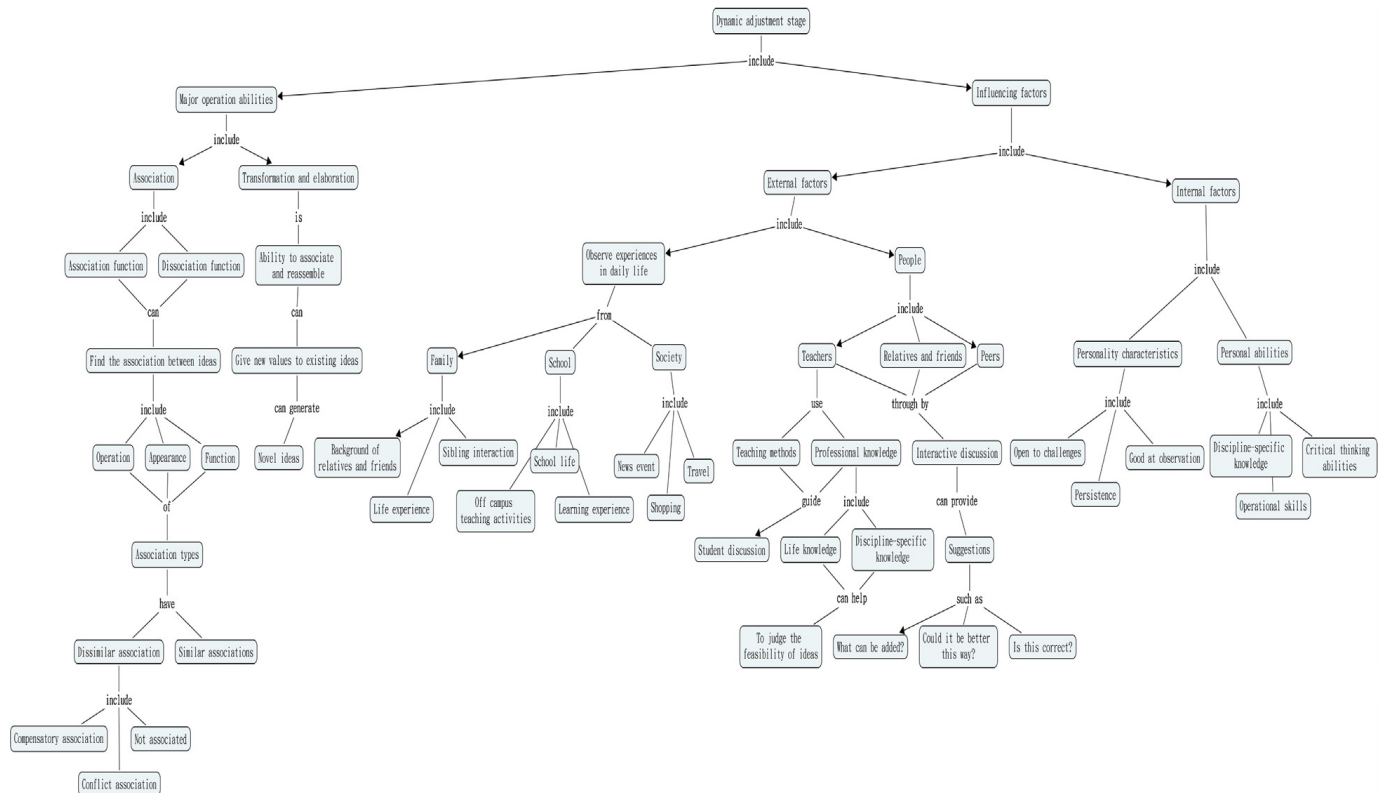 Dynamic adjustment stage
include
Major operation abilities
Influencing factors
include
include
Association
Transformation and elaboration
External factors
Internal factors
include
is
include
include
Association function
Dissociation function
Ability to associate
and reassemble
Observe experiences
in daily life
People
can
can
from
include
Find the association between ideas
Give new values to existing ideas
Family
School
Society
Teachers
Relatives and friends
Peers
Personality characteristics
Personal abilities
include
can generate
include
include
include
use
through by
include
include
Operation
Appearance
Function
Novel ideas
Background of
relatives and friends
Sibling interaction
School life
News event
Travel
Teaching methods
Professional knowledge
Interactive discussion
Open to challenges
Good at observation
Discipline-specific
knowledge
Critical thinking
abilities
Life experience
Off campus
teaching activities
Learning experience
Shopping
Persistence
Operational skills
of
guide
include
can provide
Association types
Student discussion
Life knowledge
Discipline-specific
knowledge
Suggestions
have
can help
such as
Dissimilar association
Similar associations
To judge the
feasibility of ideas
What can be added?
Could it be better
this way?
Is this correct?
include
Compensatory association
Not associated
Conflict association